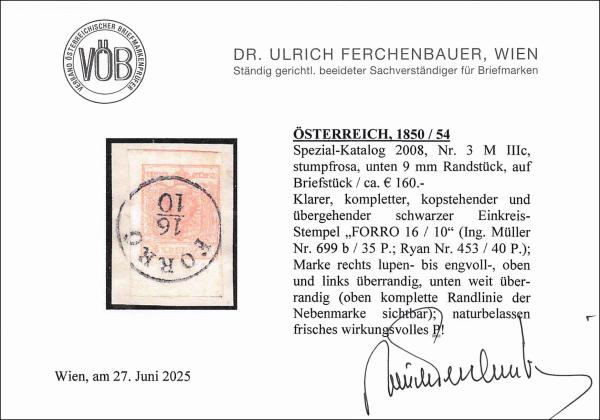 VERBAND ÖSTERREICHISCHER BRIEFMARKENPRÜFER
VÖB
DR. ULRICH FERCHENBAUER, WIEN
Ständig gerichtl. beeideter Sachverständiger für Briefmarken
ÖSTERREICH, 1850 / 54
Spezial-Katalog 2008, Nr. 3 M IIIc,
stumpfrosa, unten 9 mm Randstück, auf
Briefstück / ca. € 160.-
Klarer, kompletter, kopstehender und
übergehender schwarzer Einkreis-
Stempel „FORRO 16 / 10“ (Ing. Müller
Nr. 699 b / 35 P.; Ryan Nr. 453 / 40 P.);
Marke rechts lupen- bis engvoll-, oben
und links überrandig, unten weit über-
randig (oben komplette Randlinie der
Nebenmarke sichtbar); naturbelassen
frisches wirkungsvolles P!
16
10
FORRO
Wien, am 27. Juni 2025